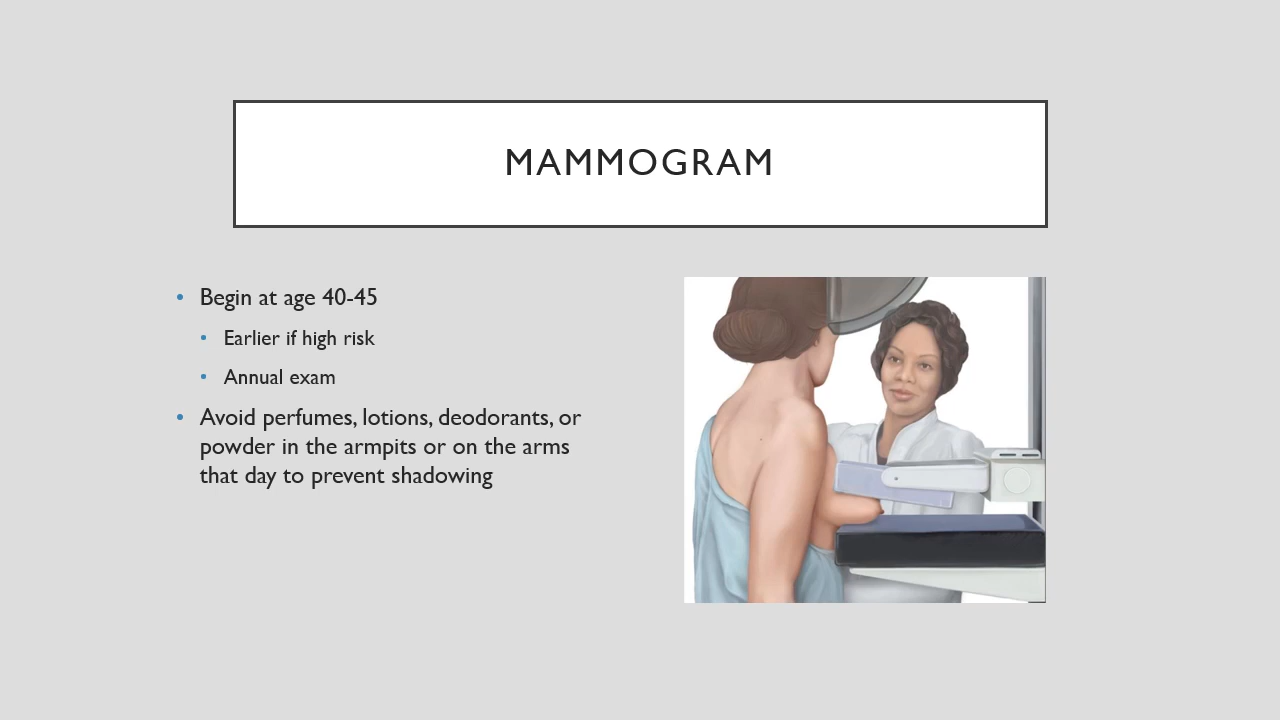 MAMMOGRAM
• Begin at age 40-45
• Earlier if high risk
• Annual exam
• Avoid perfumes, lotions, deodorants, or
powder in the armpits or on the arms
that day to prevent shadowing